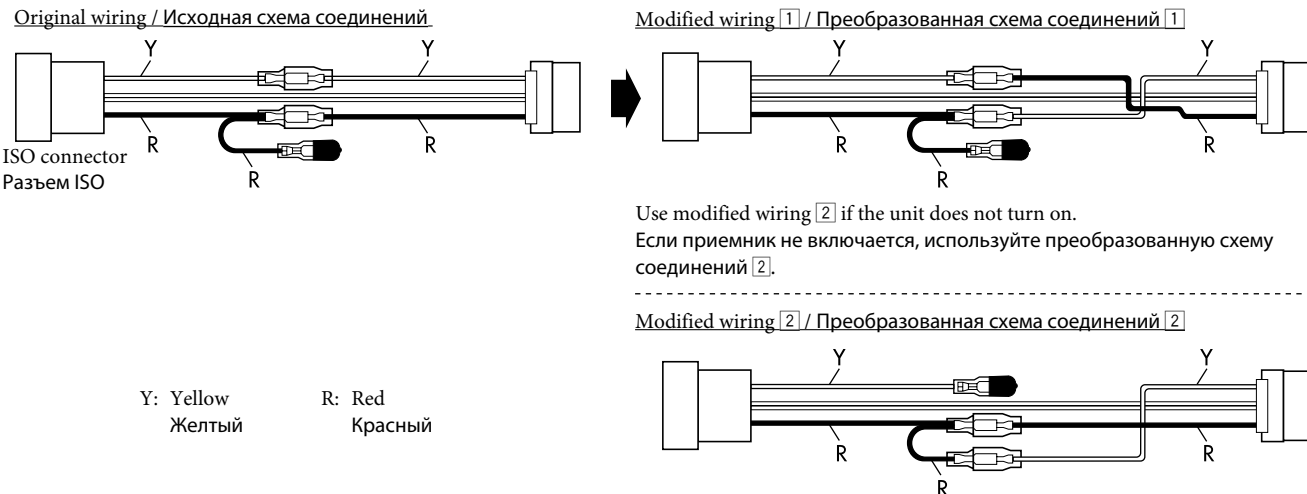 Original wiring / Исходная схема соединений
Y
Y
R
R
R
ISO connector
Разъем ISO
Modified wiring 1 / Преобразованная схема соединений 1
Y
Y
R
R
R
Use modified wiring 2 if the unit does not turn on.
Если приемник не включается, используйте преобразованную схему
соединений 2.
Modified wiring 2 / Преобразованная схема соединений 2
Y
Y
R
R
R
Y: Yellow R: Red
Желтый Красный